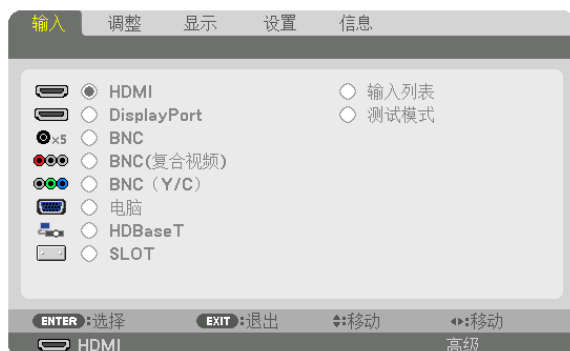 输入 调整 显示 设置 信息
HDMI 输入列表
DisplayPort 测试模式
×5 BNC
BNC(复合视频)
BNC（Y/C）
电脑
HDBaseT
SLOT
ENTER:选择 EXIT:退出 :移动 :移动
HDMI 高级